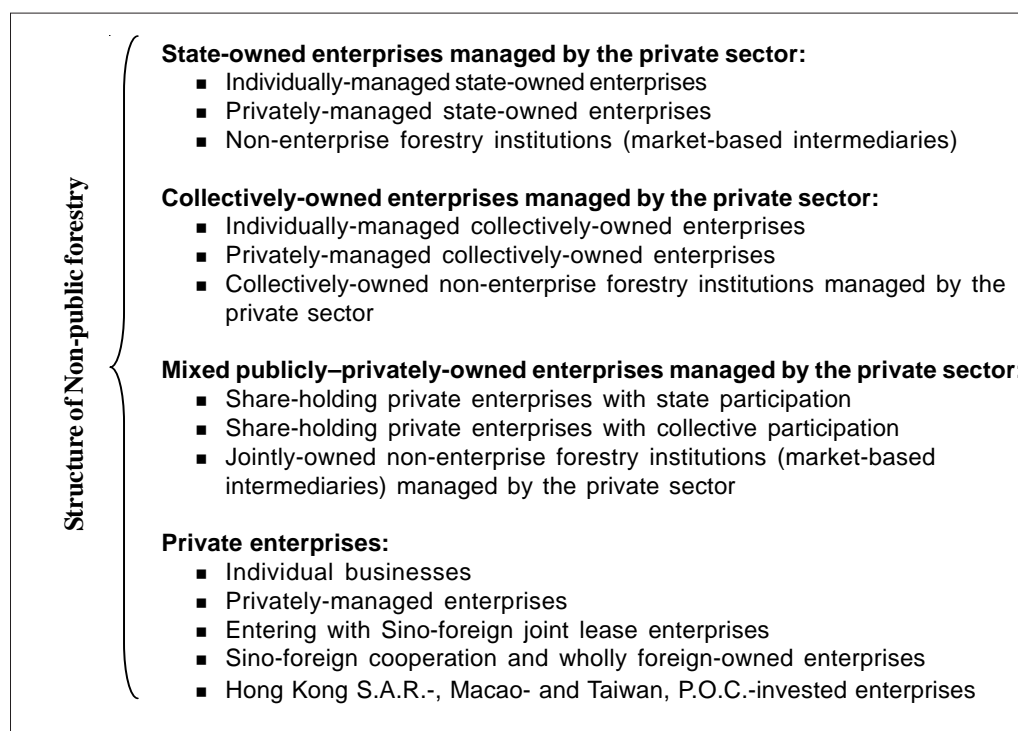 Structure of Non-public forestry
State-owned enterprises managed by the private sector:
■ Individually-managed state-owned enterprises
■ Privately-managed state-owned enterprises
■ Non-enterprise forestry institutions (market-based intermediaries)
Collectively-owned enterprises managed by the private sector:
■ Individually-managed collectively-owned enterprises
■ Privately-managed collectively-owned enterprises
■ Collectively-owned non-enterprise forestry institutions managed by the
private sector
Mixed publicly–privately-owned enterprises managed by the private sector:
■ Share-holding private enterprises with state participation
■ Share-holding private enterprises with collective participation
■ Jointly-owned non-enterprise forestry institutions (market-based
intermediaries) managed by the private sector
Private enterprises:
■ Individual businesses
■ Privately-managed enterprises
■ Entering with Sino-foreign joint lease enterprises
■ Sino-foreign cooperation and wholly foreign-owned enterprises
■ Hong Kong S.A.R.-, Macao- and Taiwan, P.O.C.-invested enterprises